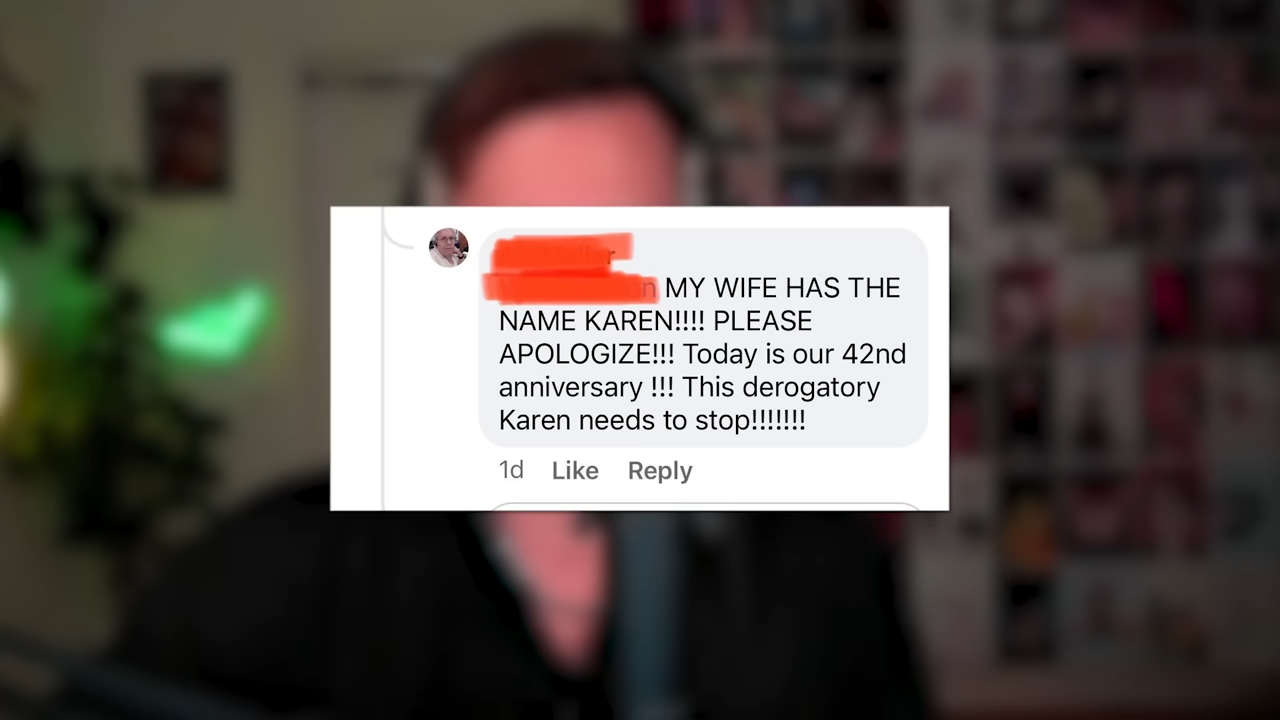 MY WIFE HAS THE
NAME KAREN!!!! PLEASE
APOLOGIZE!!! Today is our 42nd
anniversary !!! This derogatory
Karen needs to stop!!!!!!!
1d Like Reply